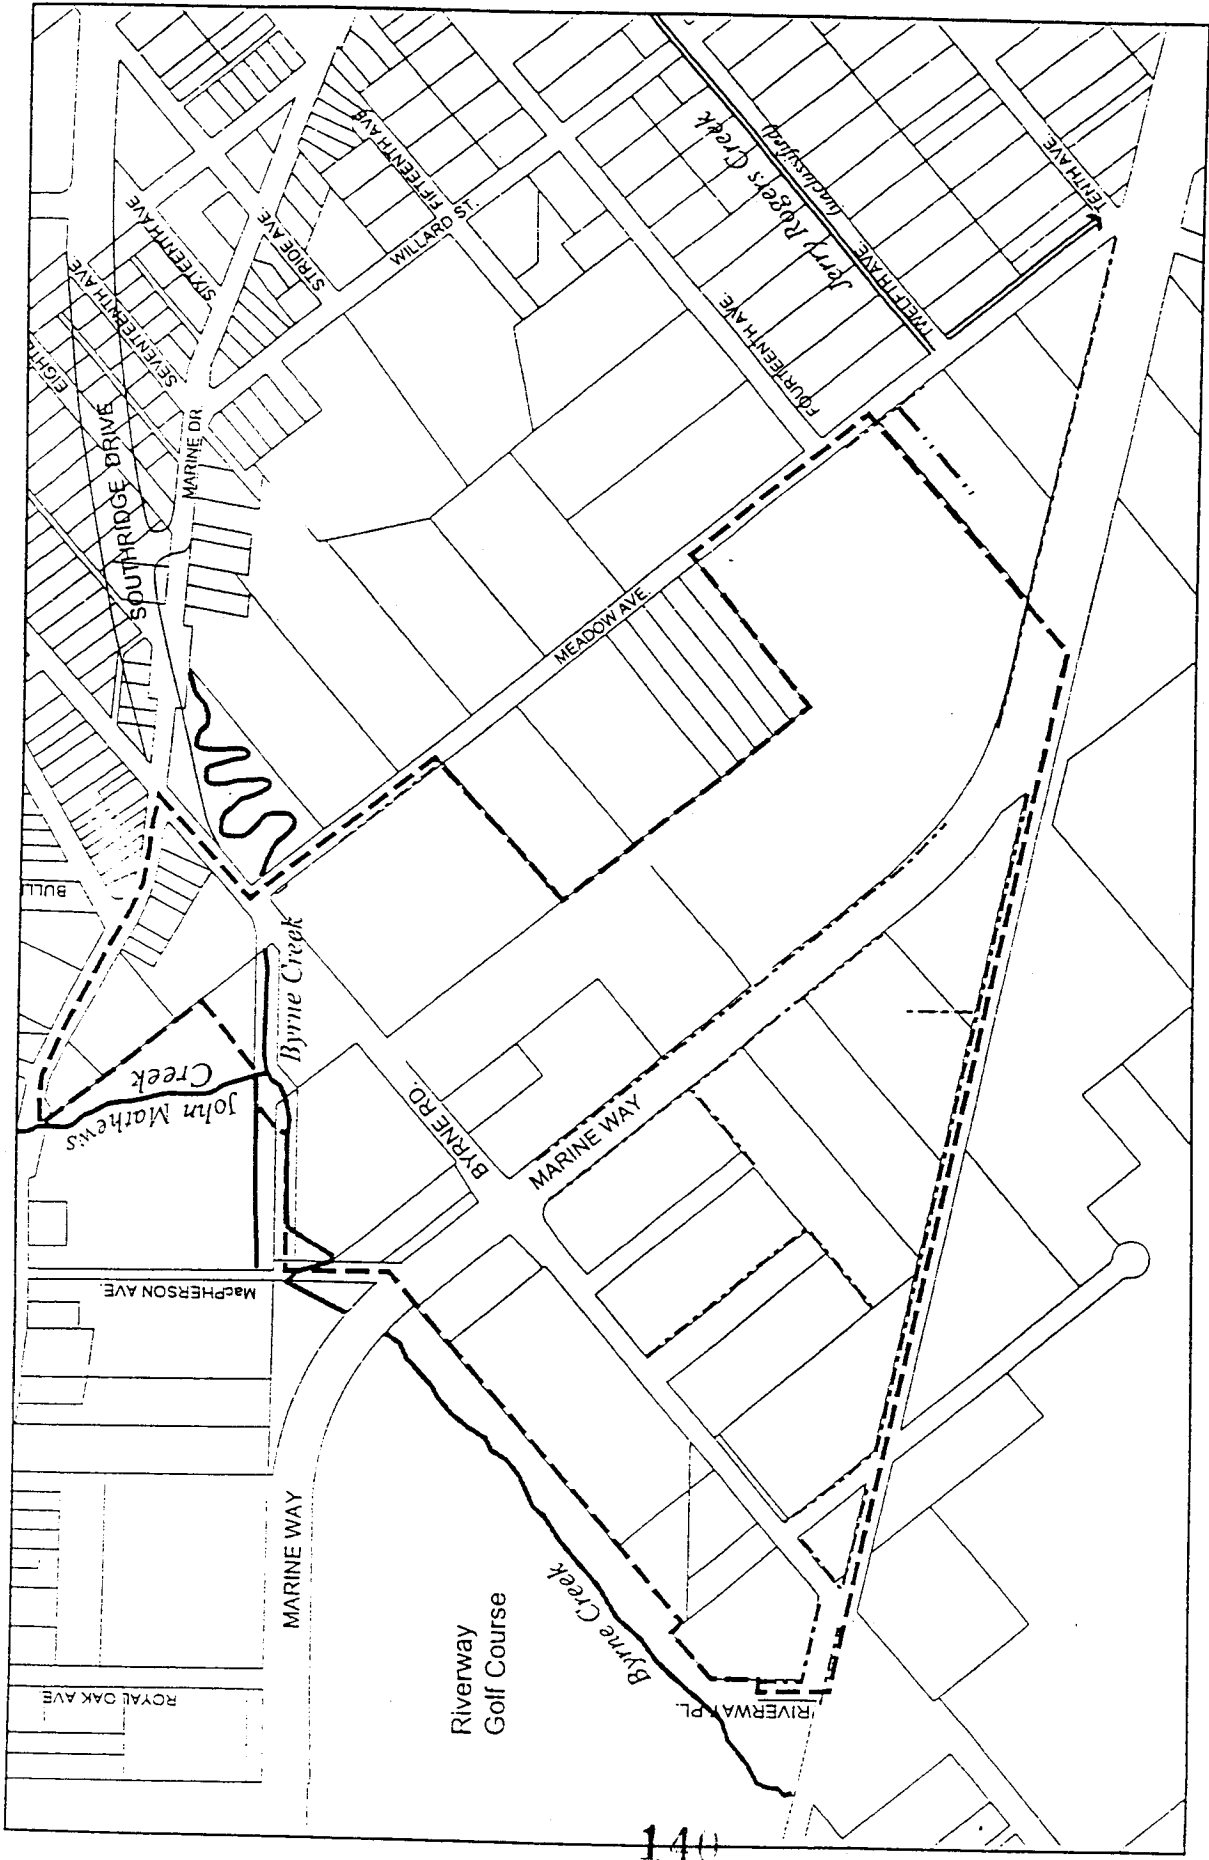 EIGHT
SEVENTEENTH AVE.
SIXTEENTH AVE
STRIDE AVE
FIFTEENTH AVE
WILLARD ST.
SOUTHRIDGE DRIVE
MARINE DR
FOURTEENTH AVE.
Jerry Rogers Creek
(unclassified)
TWELFTH AVE.
TENTH AVE.
MEADOW AVE.
BULL
Byrne Creek
John Mathews
Creek
BYRNE RD.
MARINE WAY
MacPHERSON AVE.
MARINE WAY
ROYAL OAK AVE
Riverway
Golf Course
Byrne Creek
RIVERWAY PL.
140